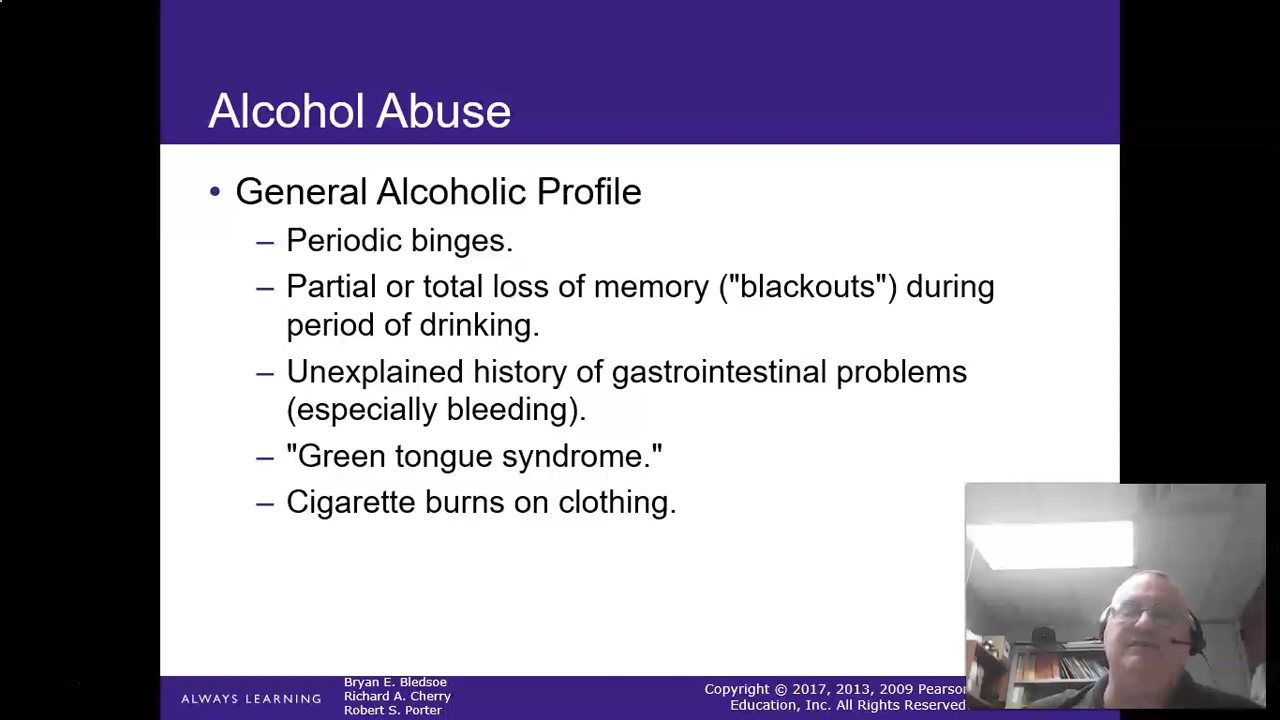 Alcohol Abuse
• General Alcoholic Profile
– Periodic binges.
– Partial or total loss of memory ("blackouts") during
period of drinking.
– Unexplained history of gastrointestinal problems
(especially bleeding).
– "Green tongue syndrome."
– Cigarette burns on clothing.
ALWAYS LEARNING
Bryan E. Bledsoe
Richard A. Cherry
Robert S. Porter
Copyright © 2017, 2013, 2009 Pearson
Education, Inc. All Rights Reserved.